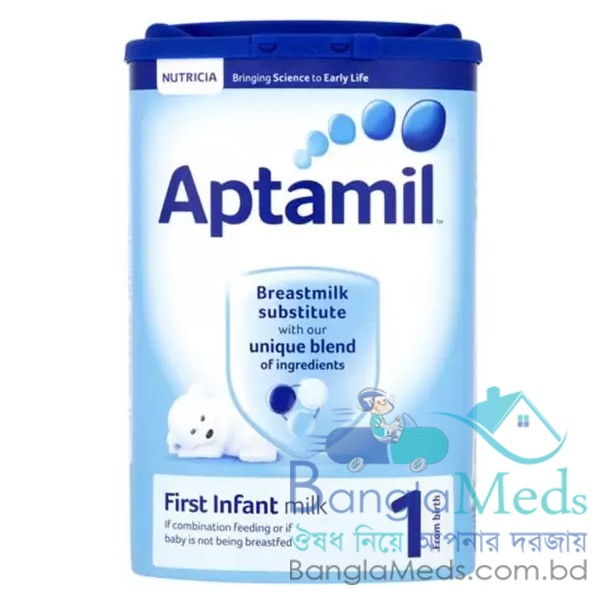 NUTRICIA Bringing Science to Early Life
Aptamil™
Breastmilk
substitute
with our
unique blend
of ingredients
First Infant milk
If combination feeding or if
baby is not being breastfed
1
From birth
BanglaMeds
ঔষধ নিয়ে আপনার দরজায়
BanglaMeds.com.bd